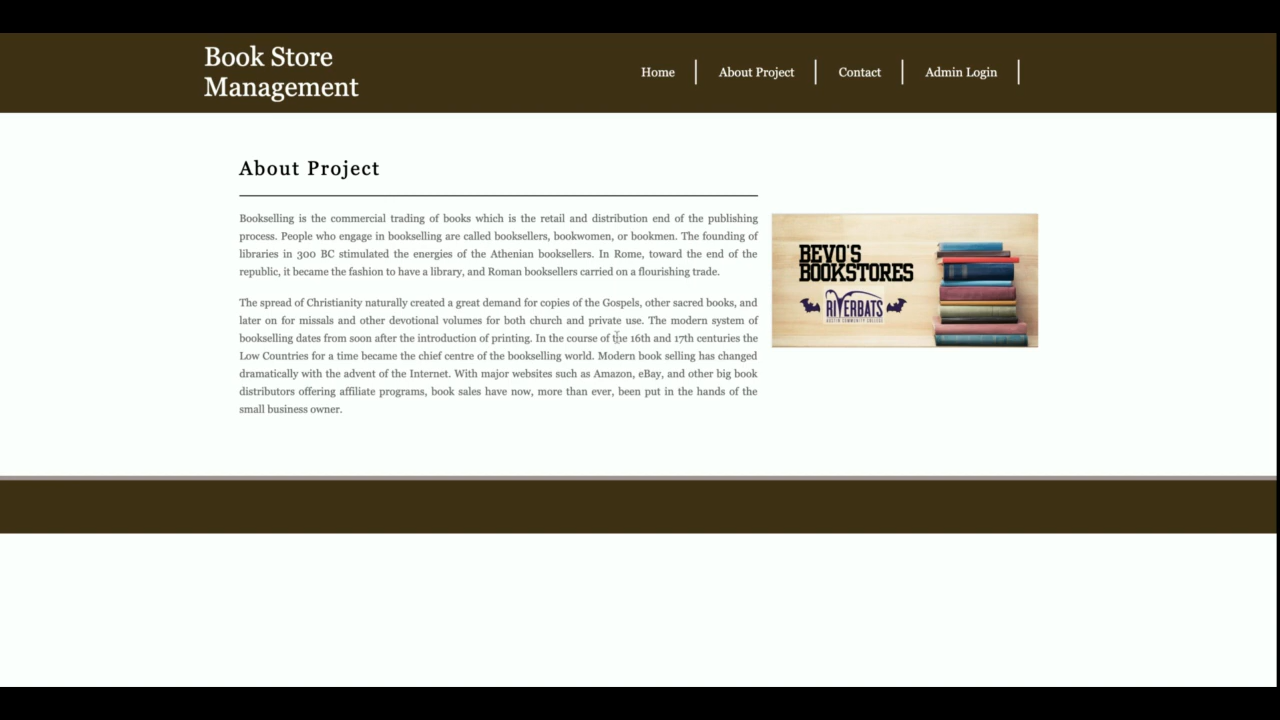 Book Store
Management
Home
About Project
Contact
Admin Login
About Project
Bookselling is the commercial trading of books which is the retail and distribution end of the publishing
process. People who engage in bookselling are called booksellers, bookwomen, or bookmen. The founding of
libraries in 300 BC stimulated the energies of the Athenian booksellers. In Rome, toward the end of the
republic, it became the fashion to have a library, and Roman booksellers carried on a flourishing trade.
The spread of Christianity naturally created a great demand for copies of the Gospels, other sacred books, and
later on for missals and other devotional volumes for both church and private use. The modern system of
bookselling dates from soon after the introduction of printing. In the course of the 16th and 17th centuries the
Low Countries for a time became the chief centre of the bookselling world. Modern book selling has changed
dramatically with the advent of the Internet. With major websites such as Amazon, eBay, and other big book
distributors offering affiliate programs, book sales have now, more than ever, been put in the hands of the
small business owner.
BEVO'S
BOOKSTORES
RIVERBATS
AUSTIN COMMUNITY COLLEGE